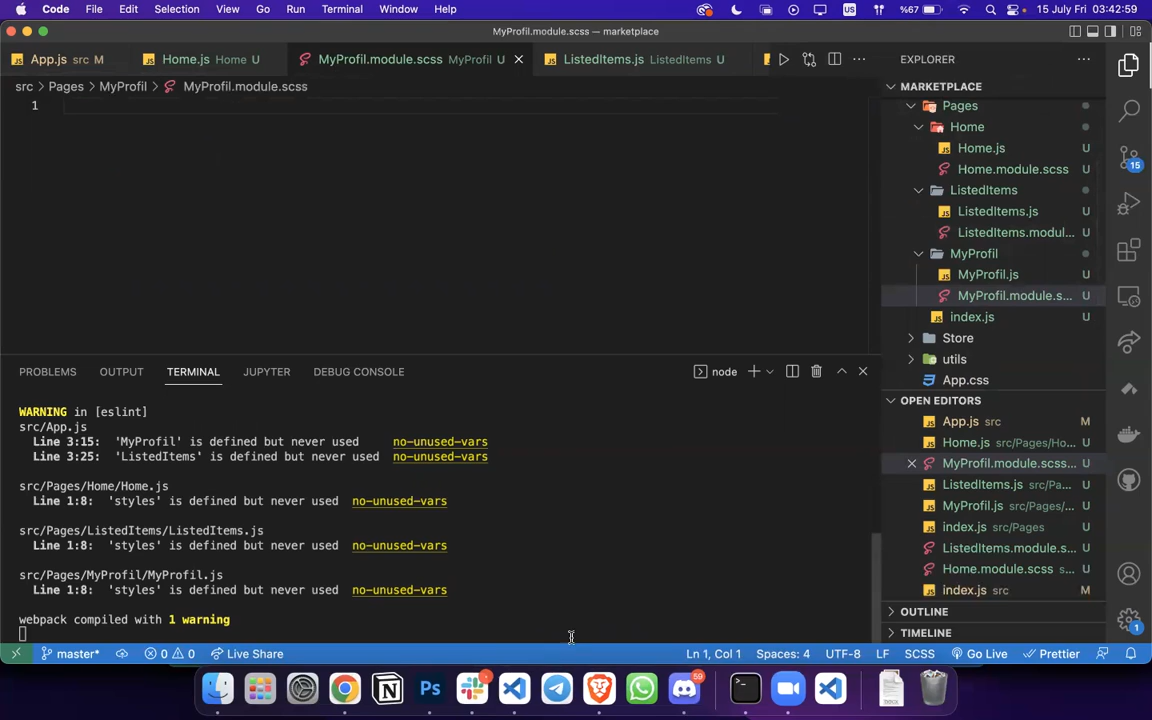 Code File Edit Selection View Go Run Terminal Window Help %67 US 15 July Fri 03:42:59
MyProfil.module.scss — marketplace
App.js src M
Home.js Home U
MyProfil.module.scss MyProfil U
ListedItems.js ListedItems U
EXPLORER
src > Pages > MyProfil > MyProfil.module.scss
1
MARKETPLACE
Pages
Home
Home.js U
Home.module.scss U
ListedItems
ListedItems.js U
ListedItems.modul... U
MyProfil
MyProfil.js U
MyProfil.module.s... U
index.js U
Store
utils
App.css
OPEN EDITORS
App.js src M
Home.js src/Pages/Ho... U
MyProfil.module.scss... U
ListedItems.js src/Pa... U
MyProfil.js src/Pages/... U
index.js src/Pages U
ListedItems.module.s... U
Home.module.scss s... U
index.js src M
OUTLINE
TIMELINE
15
1
PROBLEMS OUTPUT TERMINAL JUPYTER DEBUG CONSOLE node
WARNING in [eslint]
src/App.js
Line 3:15: 'MyProfil' is defined but never used no-unused-vars
Line 3:25: 'ListedItems' is defined but never used no-unused-vars
src/Pages/Home/Home.js
Line 1:8: 'styles' is defined but never used no-unused-vars
src/Pages/ListedItems/ListedItems.js
Line 1:8: 'styles' is defined but never used no-unused-vars
src/Pages/MyProfil/MyProfil.js
Line 1:8: 'styles' is defined but never used no-unused-vars
webpack compiled with 1 warning
master* 0 0 Live Share Ln 1, Col 1 Spaces: 4 UTF-8 LF SCSS Go Live Prettier
Ps
59